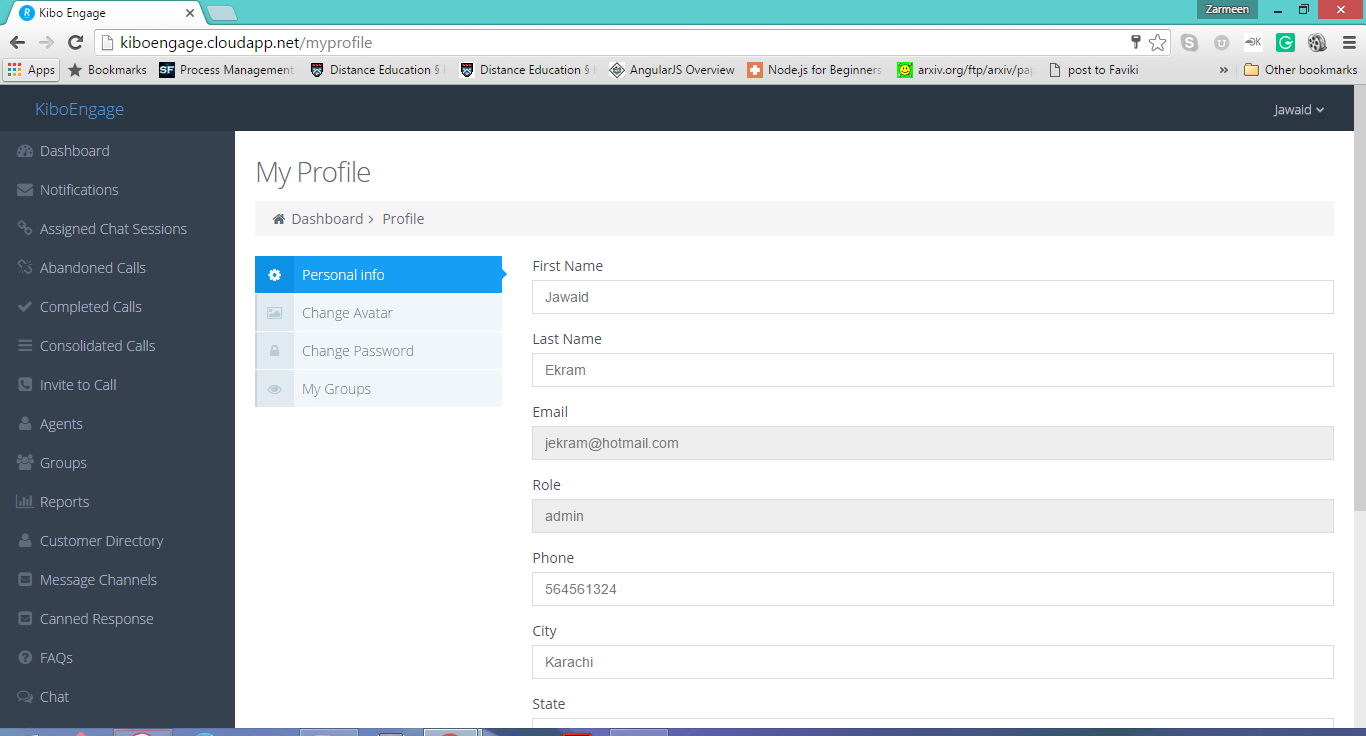 Kibo Engage
Zarmeen
kiboengage.cloudapp.net/myprofile
Apps Bookmarks SF Process Management Distance Education § Distance Education § AngularJS Overview Node.js for Beginners arxiv.org/ftp/arxiv/pap post to Faviki » Other bookmarks
KiboEngage
Jawaid
Dashboard
Notifications
Assigned Chat Sessions
Abandoned Calls
Completed Calls
Consolidated Calls
Invite to Call
Agents
Groups
Reports
Customer Directory
Message Channels
Canned Response
FAQs
Chat
My Profile
Dashboard > Profile
Personal info
Change Avatar
Change Password
My Groups
First Name
Jawaid
Last Name
Ekram
Email
jekram@hotmail.com
Role
admin
Phone
564561324
City
Karachi
State